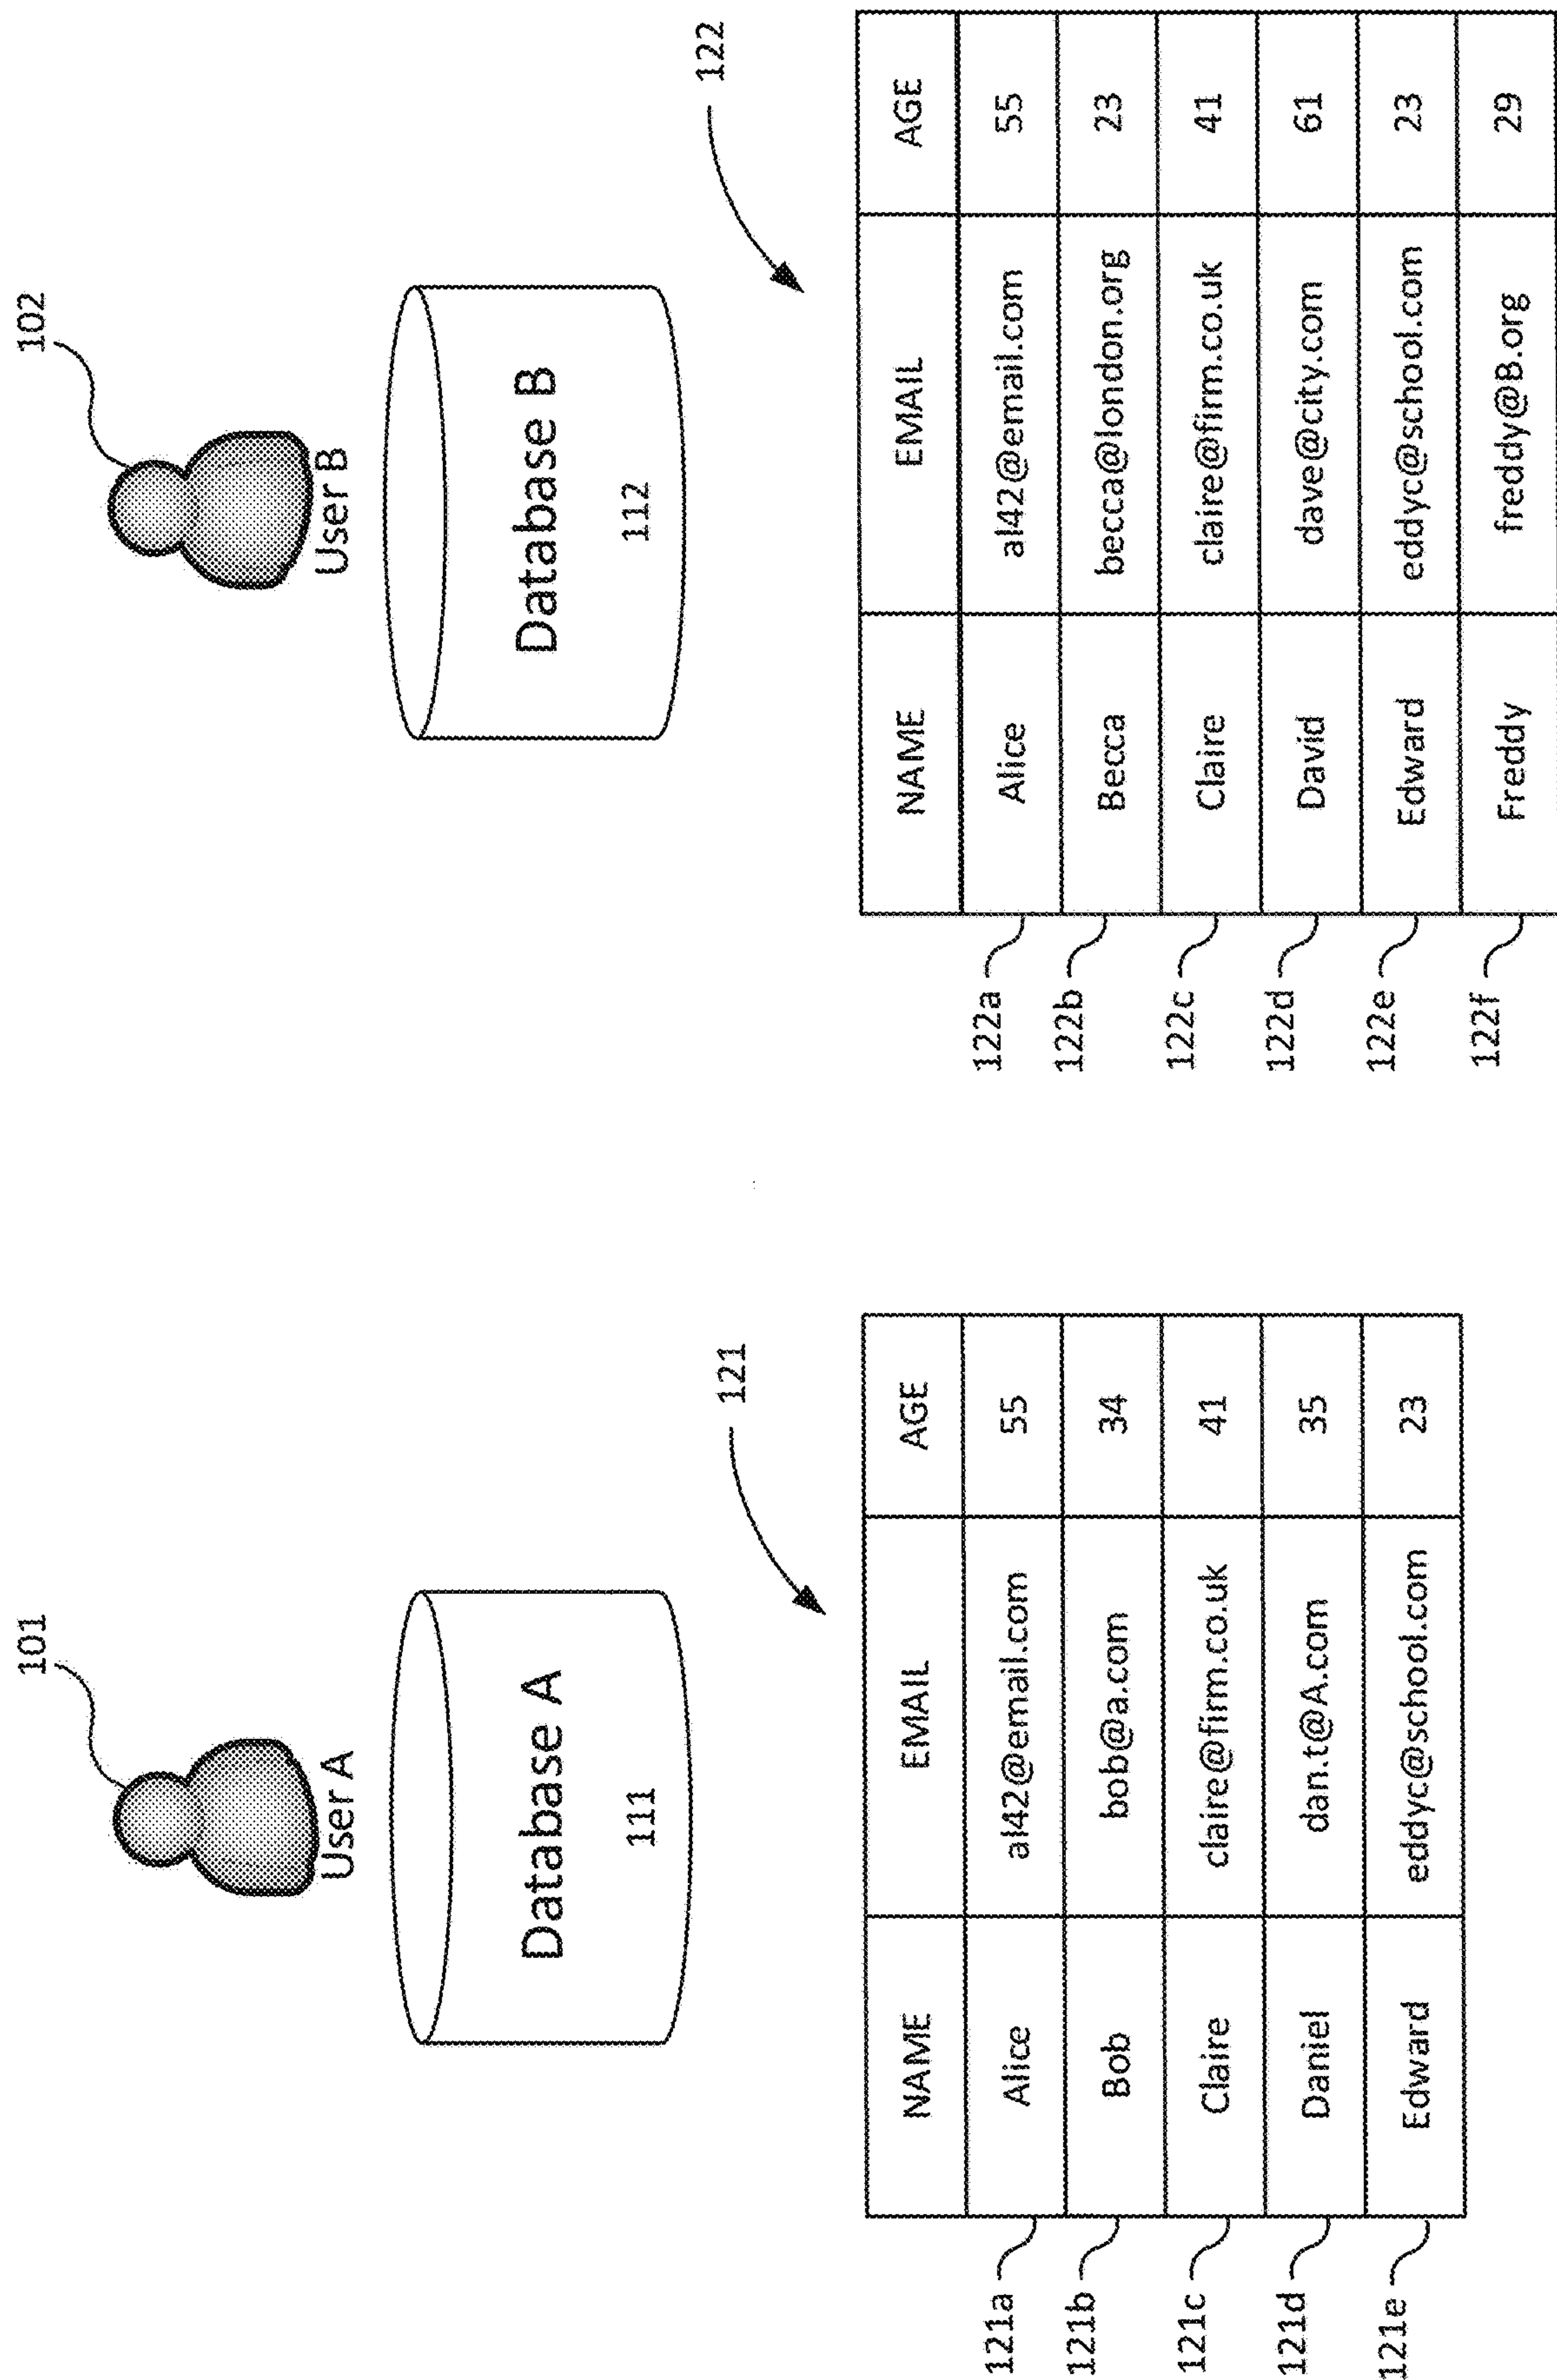 101
User A
Database A
111
121
NAME EMAIL AGE
121a Alice al42@email.com 55
121b Bob bob@a.com 34
121c Claire claire@firm.co.uk 41
121d Daniel dan.t@A.com 35
121e Edward eddyc@school.com 23
102
User B
Database B
112
122
NAME EMAIL AGE
122a Alice al42@email.com 55
122b Becca becca@london.org 23
122c Claire claire@firm.co.uk 41
122d David dave@city.com 61
122e Edward eddyc@school.com 23
122f Freddy freddy@B.org 29